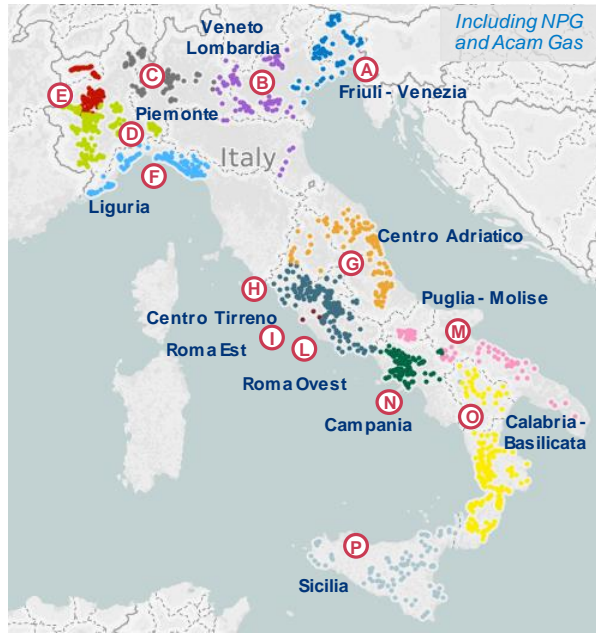 Including NPG
and Acam Gas
Veneto
Lombardia
C
B
A
Friuli - Venezia
E
Piemonte
D
Italy
F
Liguria
Centro Adriatico
G
H
Puglia - Molise
Centro Tirreno
M
I
Roma Est
L
Roma Ovest
N
Campania
O
Calabria -
Basilicata
P
Sicilia